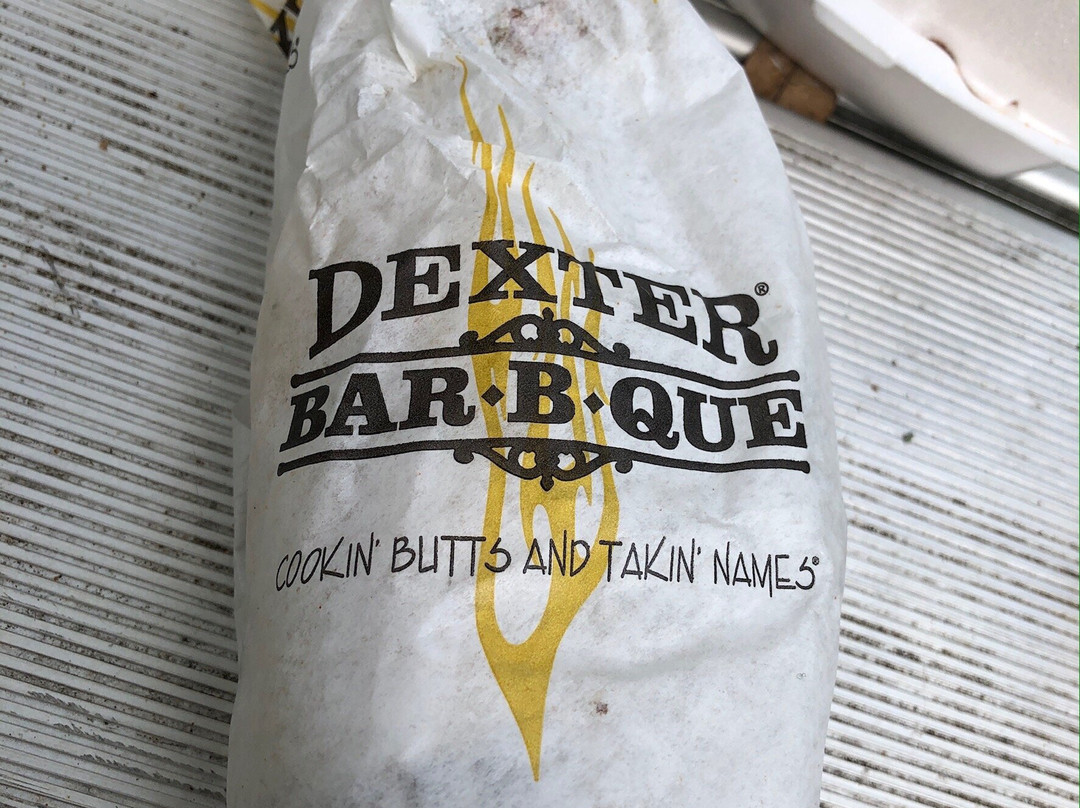 DEXTER®
BAR·B·QUE
COOKIN' BUTTS AND TAKIN' NAMES®